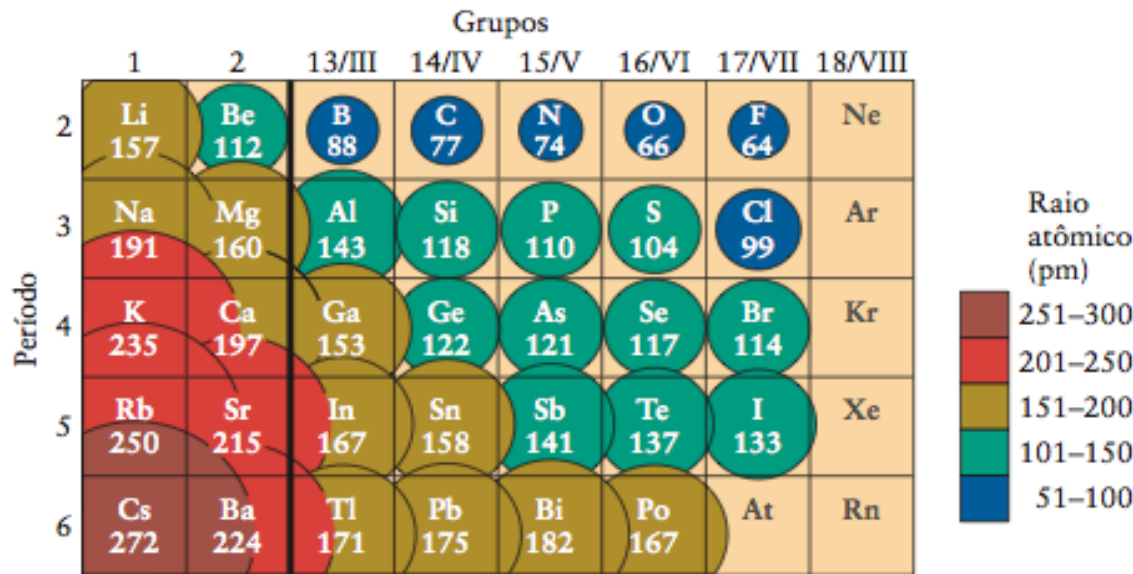 Grupos
1 2 13/III 14/IV 15/V 16/VI 17/VII 18/VIII
Período
2 Li Be B C N O F Ne
157 112 88 77 74 66 64
3 Na Mg Al Si P S Cl Ar
191 160 143 118 110 104 99
4 K Ca Ga Ge As Se Br Kr
235 197 153 122 121 117 114
5 Rb Sr In Sn Sb Te I Xe
250 215 167 158 141 137 133
6 Cs Ba Tl Pb Bi Po At Rn
272 224 171 175 182 167
Raio
atômico
(pm)
251–300
201–250
151–200
101–150
51–100